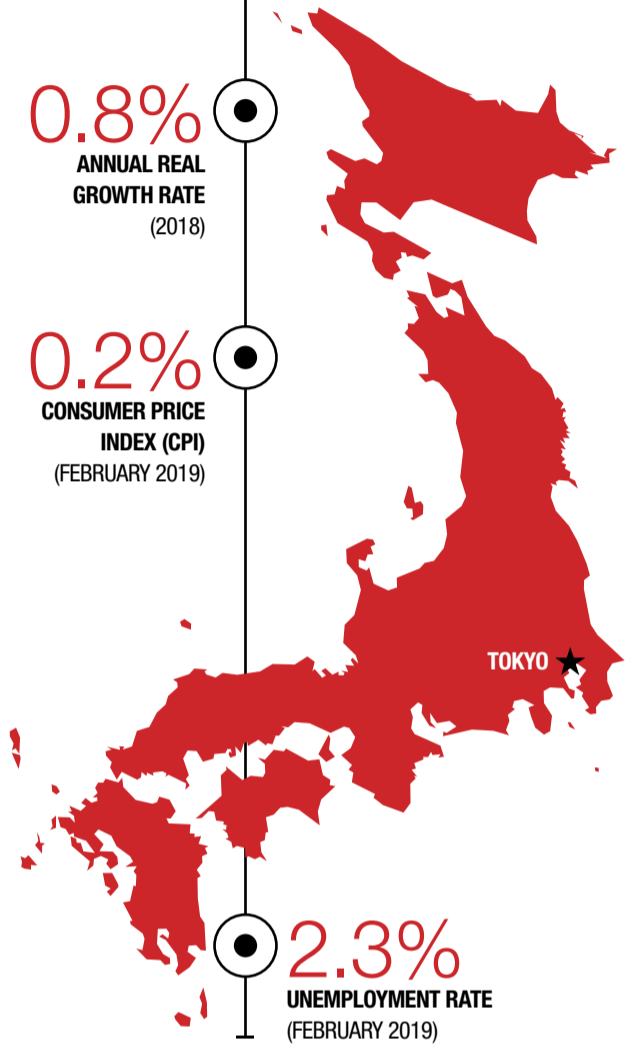 0.8%
ANNUAL REAL
GROWTH RATE
(2018)
0.2%
CONSUMER PRICE
INDEX (CPI)
(FEBRUARY 2019)
TOKYO
2.3%
UNEMPLOYMENT RATE
(FEBRUARY 2019)